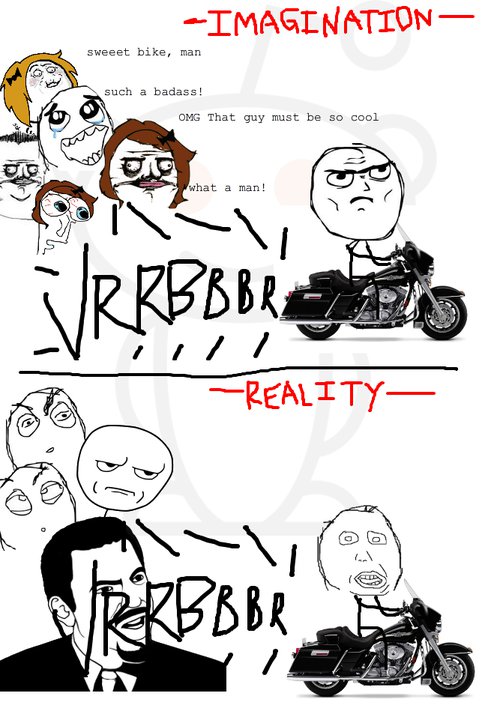 -IMAGINATION-
sweeet bike, man
such a badass!
OMG That guy must be so cool
what a man!
VRRBBBR
-REALITY-
VRRBBBR